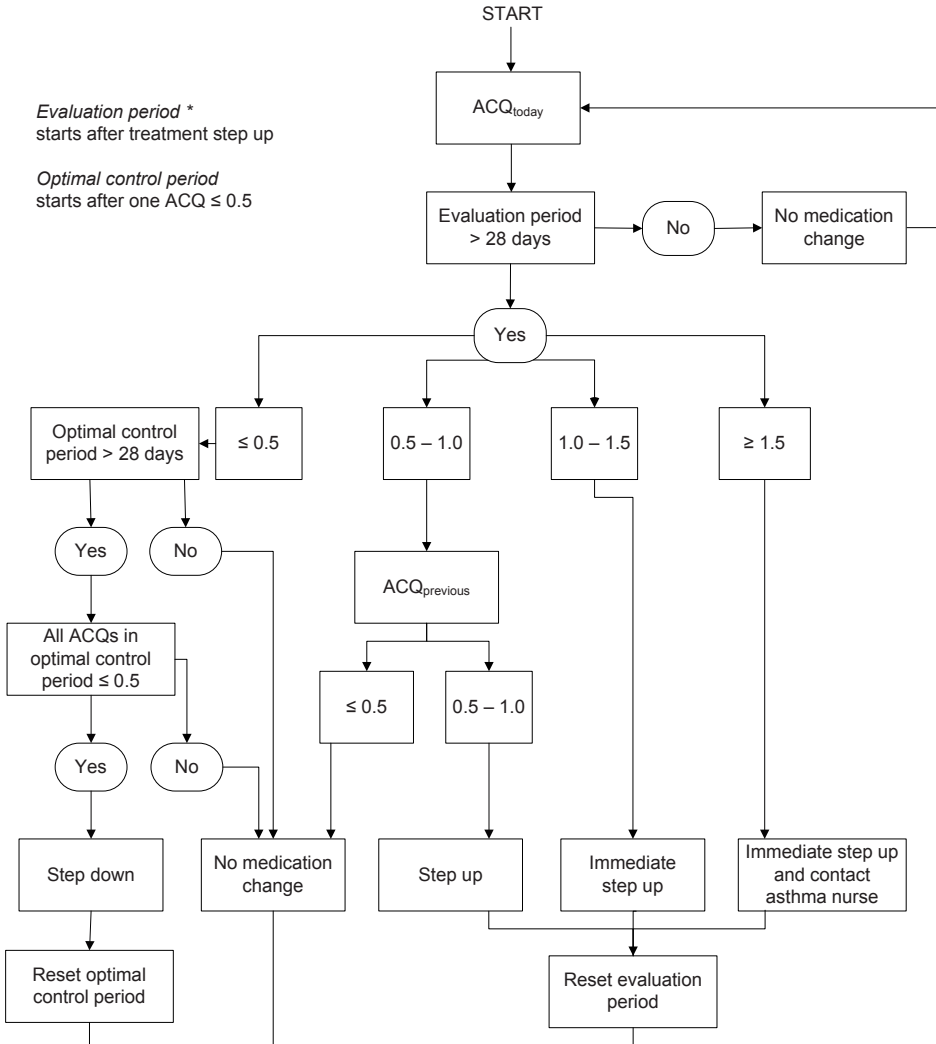 START
ACQtoday
Evaluation period *
starts after treatment step up
Optimal control period
starts after one ACQ ≤ 0.5
Evaluation period
> 28 days
No
No medication
change
Yes
Optimal control
period > 28 days
≤ 0.5
0.5 – 1.0
1.0 – 1.5
≥ 1.5
Yes
No
ACQprevious
All ACQs in
optimal control
period ≤ 0.5
≤ 0.5
0.5 – 1.0
Yes
No
Step down
No medication
change
Step up
Immediate
step up
Immediate step up
and contact
asthma nurse
Reset optimal
control period
Reset evaluation
period